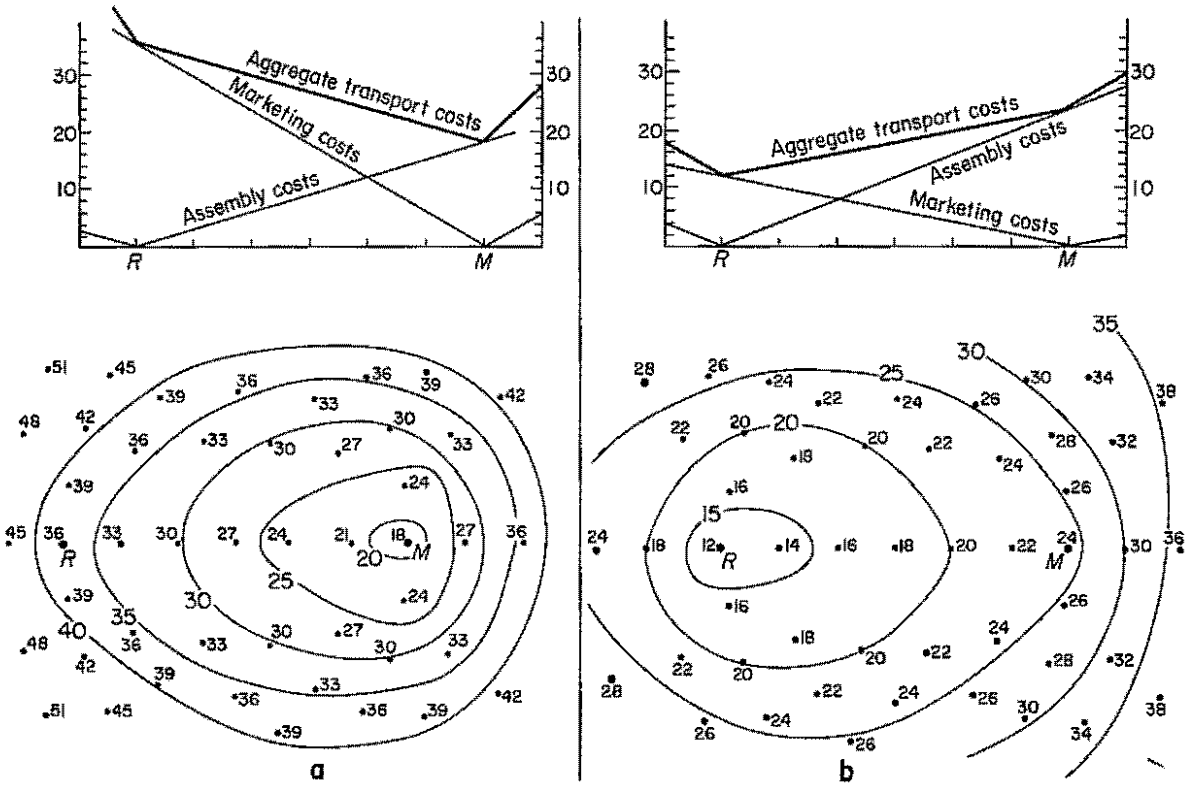 30
20
10
Aggregate transport costs
Marketing costs
Assembly costs
30
20
10
R
M
30
20
10
Aggregate transport costs
Assembly costs
Marketing costs
30
20
10
R
M
51 45 36 36 39
39 33 42
48 42 30
36 33 30 27 33
39 24
45 36 33 30 27 24 21 18 27 36
R 20 M
25
39 30 24
40 35 30 27
48 36 33 30 33
42 39 33 42
51 45 36 36 39
39
a
35
30
28 26 24 25 30 34
22 24 26 38
22 20 20 20 22 28 32
18 24
16 26
15
24 18 12 14 16 18 20 22 24 30 36
R M
16 26
18 24
22 20 20 22 28 32
28 22 24 26 38
26 24 30 34
26
b